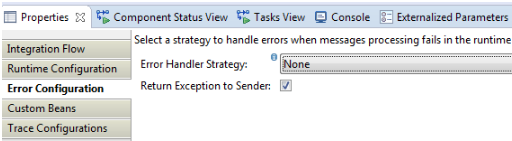 Properties Component Status View Tasks View Console Externalized Parameters
Integration Flow
Runtime Configuration
Error Configuration
Custom Beans
Trace Configurations
Select a strategy to handle errors when messages processing fails in the runtime
Error Handler Strategy: None
Return Exception to Sender: